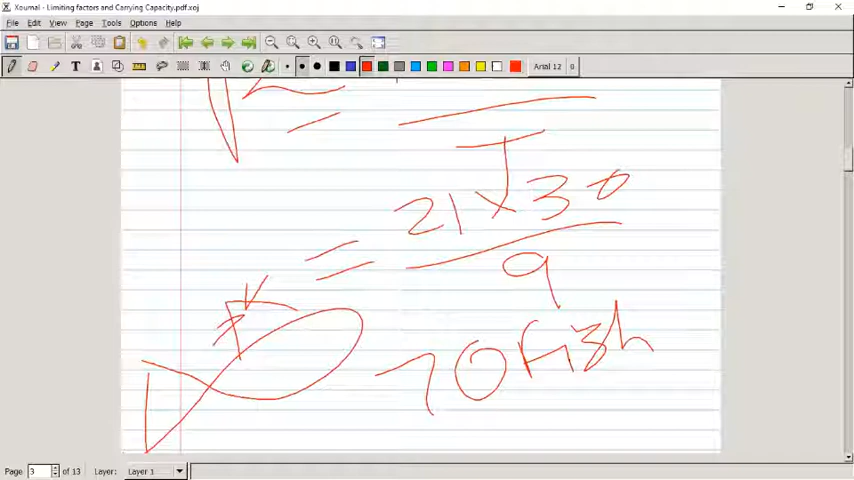 Xournal - Limiting factors and Carrying Capacity.pdf.xoj
File Edit View Page Tools Options Help
T Arial 12 0
=
T
= 21 x 30
9
70 fish
Page 3 of 13 Layer: Layer 1